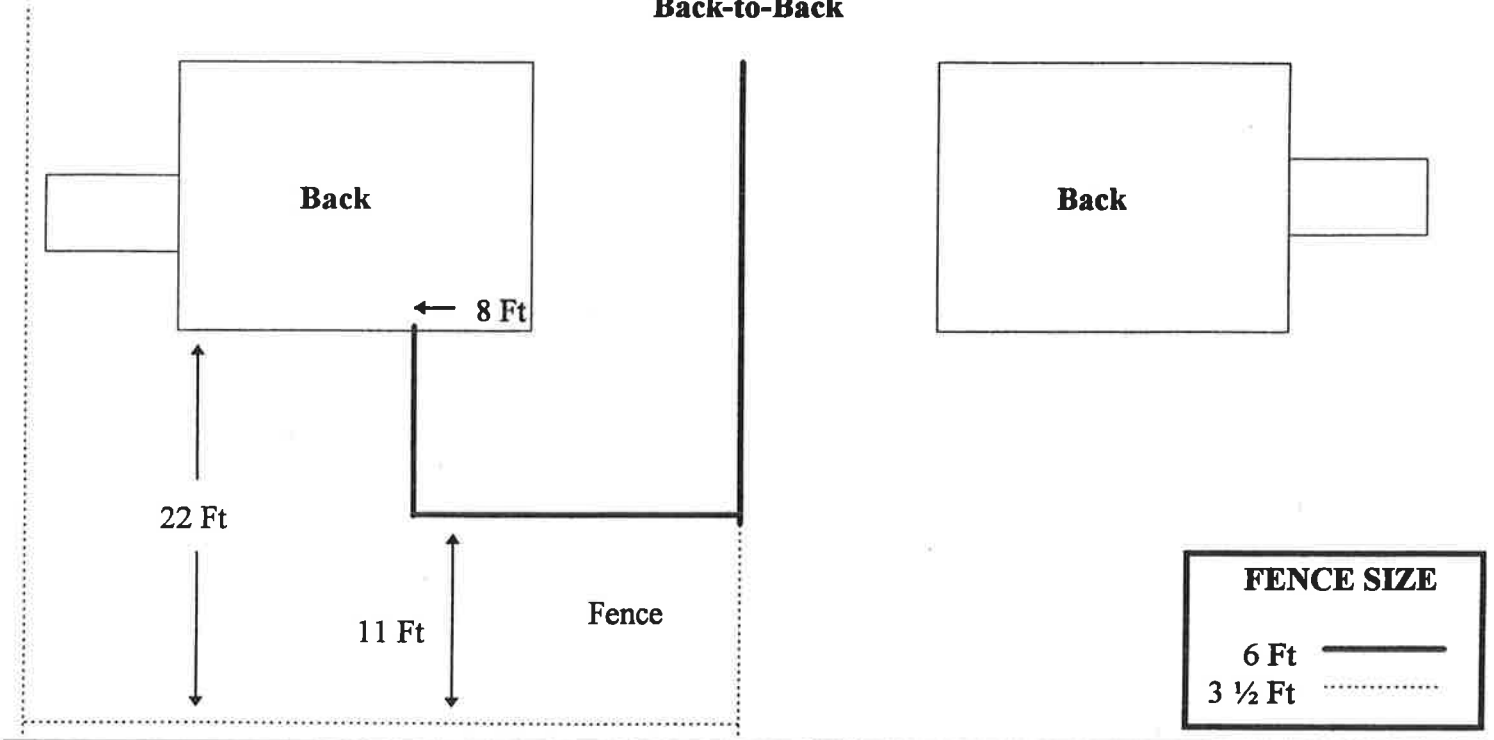 Back-to-Back
Back
Back
8 Ft
22 Ft
11 Ft
Fence
FENCE SIZE
6 Ft
3 ½ Ft